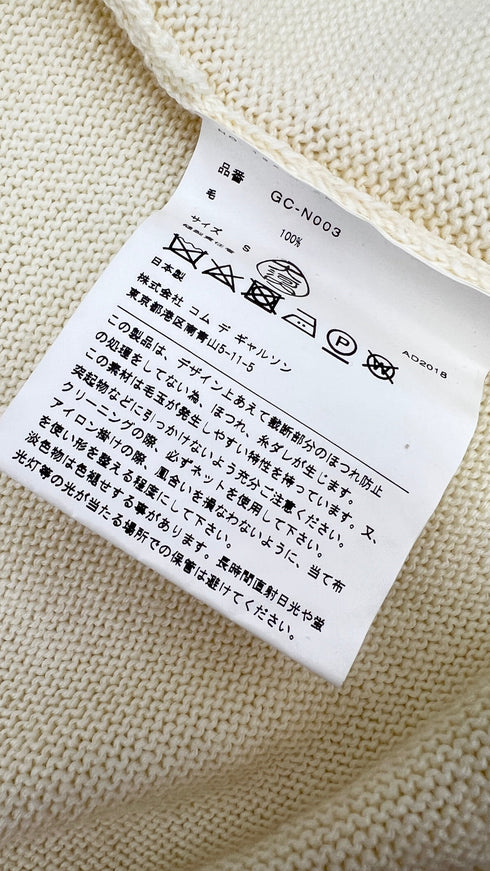 品番 GC-N003
毛 100%
サイズ S
AD2018
日本製
株式会社 コム デ ギャルソン
東京都港区南青山5-11-5
この製品は、デザイン上あえて裁断部分のほつれ防止
の処理をしてない為、ほつれ、糸ダレが生じます。
この素材は毛玉が発生しやすい特性を持っています。又、
突起物などに引っかけないよう充分ご注意ください。
クリーニングの際、必ずネットを使用して下さい。
アイロン掛けの際、風合いを損なわないように、当て布
を使い形を整える程度にして下さい。
淡色物は色褪せする事があります。長時間直射日光や蛍
光灯等の光が当たる場所での保管は避けてください。